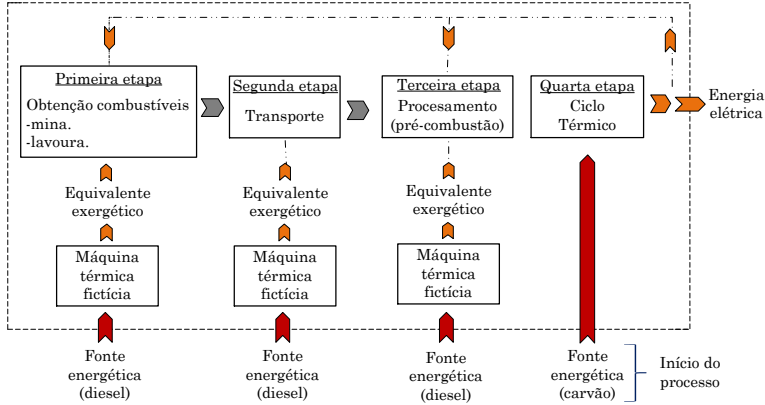 Primeira etapa
Obtenção combustíveis
-mina.
-lavoura.
Segunda etapa
Transporte
Terceira etapa
Procesamento
(pré-combustão)
Quarta etapa
Ciclo
Térmico
Energia
elétrica
Equivalente
exergético
Equivalente
exergético
Equivalente
exergético
Máquina
térmica
fictícia
Máquina
térmica
fictícia
Máquina
térmica
fictícia
Fonte
energética
(diesel)
Fonte
energética
(diesel)
Fonte
energética
(diesel)
Fonte
energética
(carvão)
Início do
processo